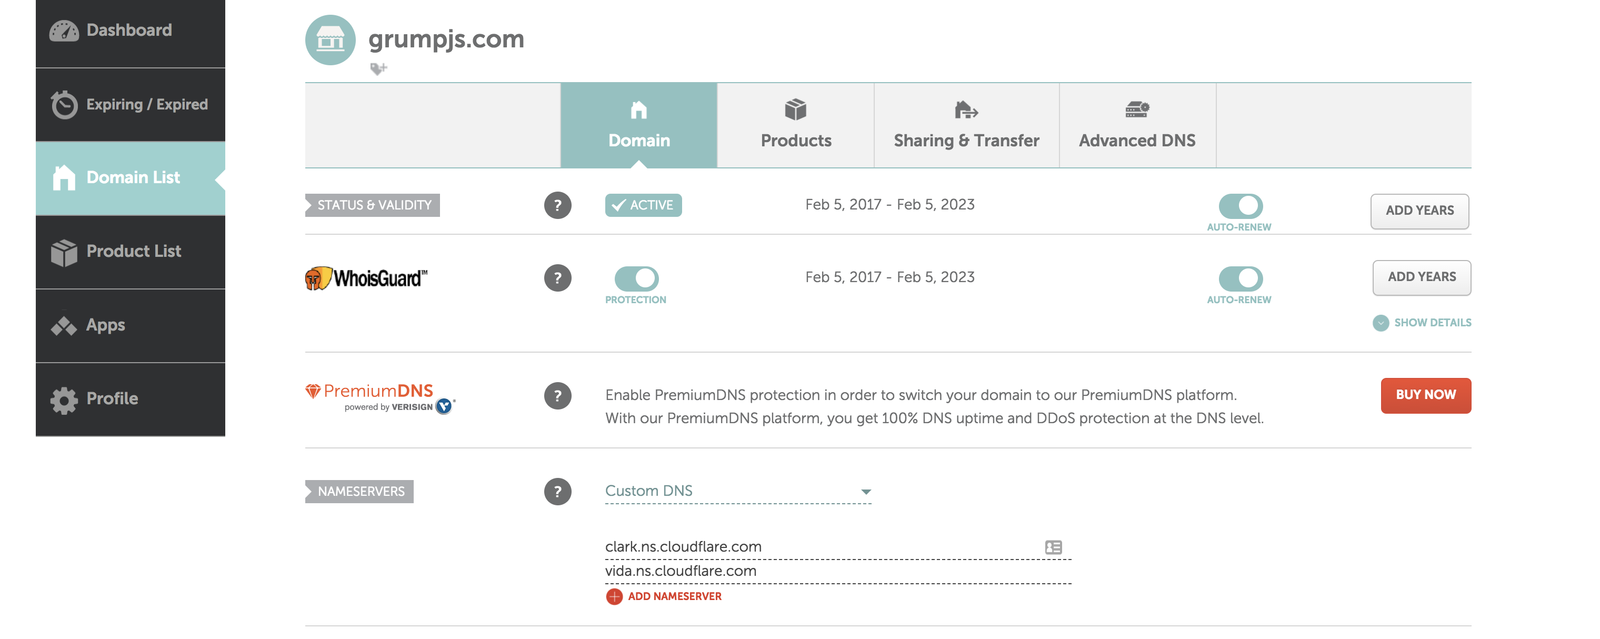 Dashboard
Expiring / Expired
Domain List
Product List
Apps
Profile
grumpjs.com
Domain
Products
Sharing & Transfer
Advanced DNS
STATUS & VALIDITY
?
ACTIVE
Feb 5, 2017 - Feb 5, 2023
AUTO-RENEW
ADD YEARS
WhoisGuard™
?
PROTECTION
Feb 5, 2017 - Feb 5, 2023
AUTO-RENEW
ADD YEARS
SHOW DETAILS
PremiumDNS
powered by VERISIGN
?
Enable PremiumDNS protection in order to switch your domain to our PremiumDNS platform.
With our PremiumDNS platform, you get 100% DNS uptime and DDoS protection at the DNS level.
BUY NOW
NAMESERVERS
?
Custom DNS
clark.ns.cloudflare.com
vida.ns.cloudflare.com
ADD NAMESERVER